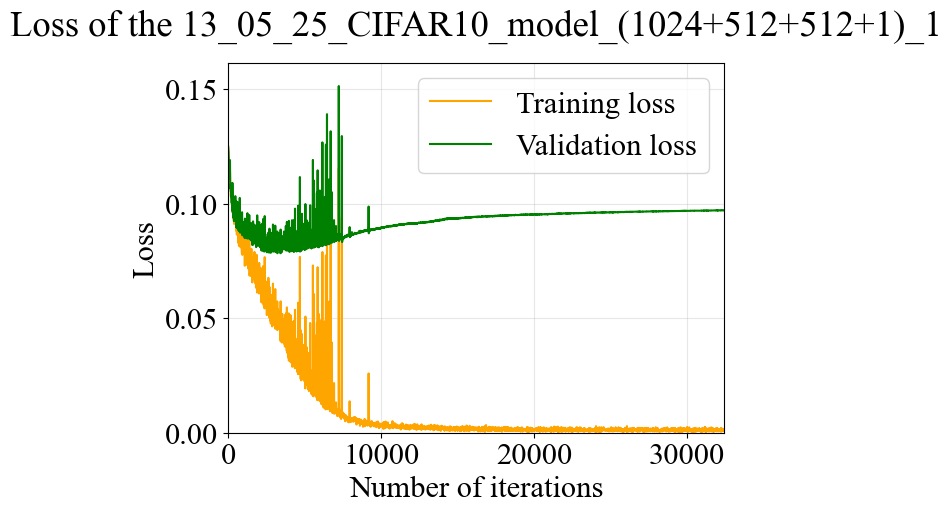 Loss of the 13_05_25_CIFAR10_model_(1024+512+512+1)_1
Training loss
Validation loss
0.15
0.10
0.05
0.00
Loss
0
10000
20000
30000
Number of iterations